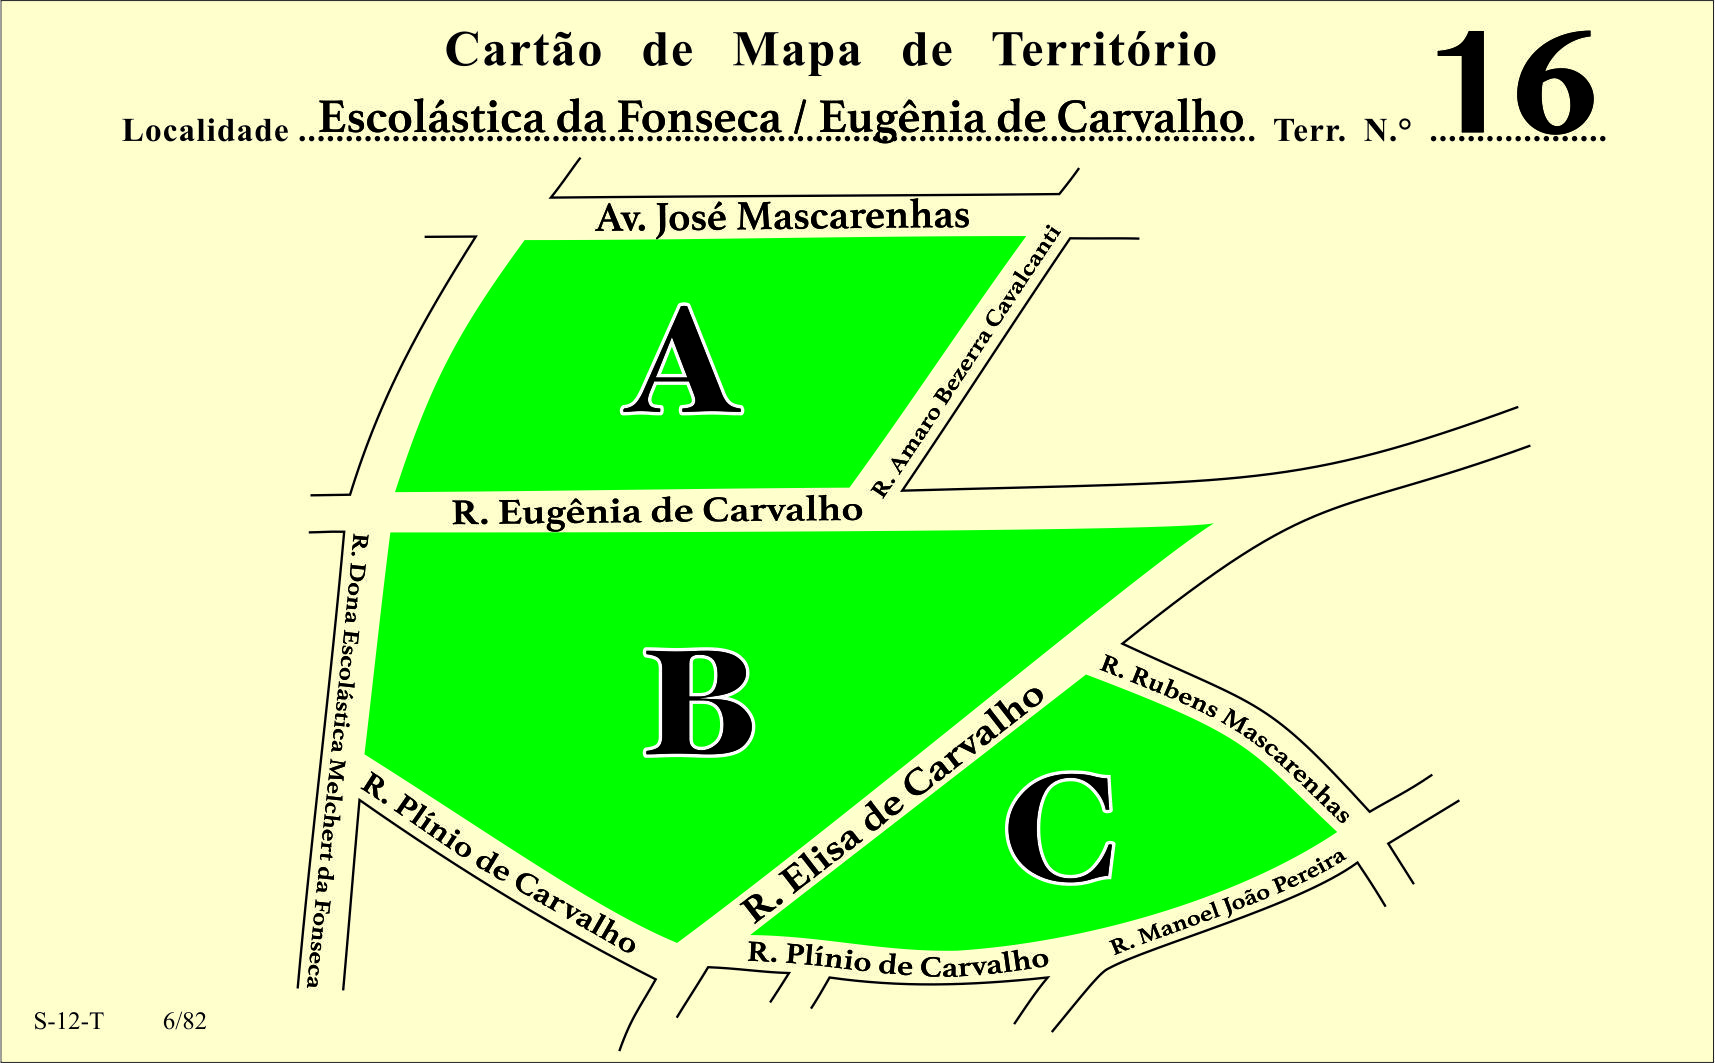 Cartão de Mapa de Território
Localidade Escolástica da Fonseca / Eugênia de Carvalho Terr. N.° 16
Av. José Mascarenhas
R. Amaro Bezerra Cavalcanti
A
R. Eugênia de Carvalho
R. Dona Escolástica Melchert da Fonseca
B
R. Rubens Mascarenhas
R. Elisa de Carvalho
C
R. Plínio de Carvalho
R. Manoel João Pereira
R. Plínio de Carvalho
S-12-T 6/82